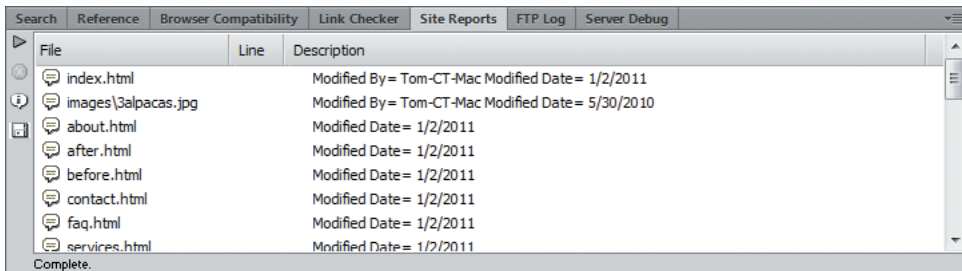 Search Reference Browser Compatibility Link Checker Site Reports FTP Log Server Debug
File Line Description
index.html Modified By= Tom-CT-Mac Modified Date= 1/2/2011
images\3alpacas.jpg Modified By= Tom-CT-Mac Modified Date= 5/30/2010
about.html Modified Date= 1/2/2011
after.html Modified Date= 1/2/2011
before.html Modified Date= 1/2/2011
contact.html Modified Date= 1/2/2011
faq.html Modified Date= 1/2/2011
services.html Modified Date= 1/2/2011
Complete.